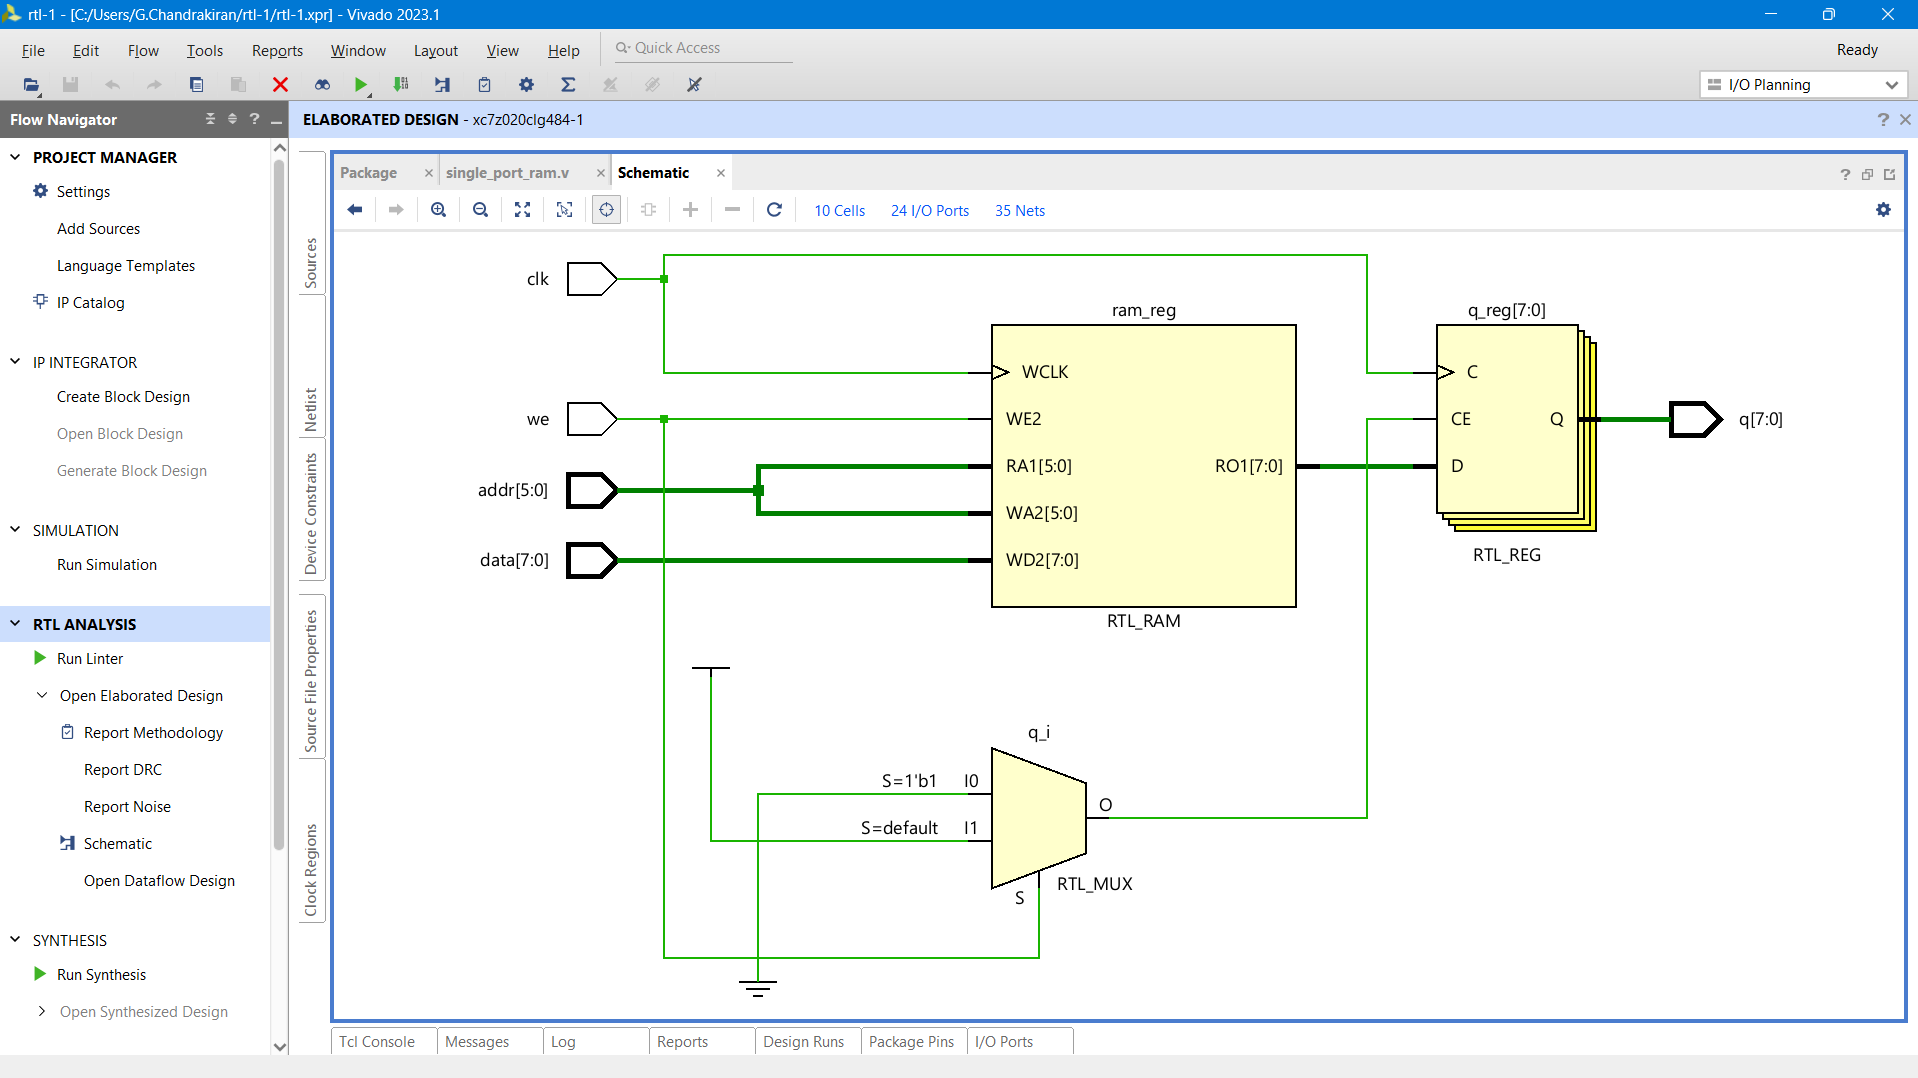 rtl-1 - [C:/Users/G.Chandrakiran/rtl-1/rtl-1.xpr] - Vivado 2023.1
File Edit Flow Tools Reports Window Layout View Help Quick Access Ready
I/O Planning
Flow Navigator
ELABORATED DESIGN - xc7z020clg484-1
PROJECT MANAGER
Settings
Add Sources
Language Templates
IP Catalog
IP INTEGRATOR
Create Block Design
Open Block Design
Generate Block Design
SIMULATION
Run Simulation
RTL ANALYSIS
Run Linter
Open Elaborated Design
Report Methodology
Report DRC
Report Noise
Schematic
Open Dataflow Design
SYNTHESIS
Run Synthesis
Open Synthesized Design
Sources
Netlist
Device Constraints
Source File Properties
Clock Regions
Package single_port_ram.v Schematic
10 Cells 24 I/O Ports 35 Nets
clk
ram_reg
q_reg[7:0]
WCLK
C
we
WE2
CE
Q
q[7:0]
RA1[5:0]
RO1[7:0]
D
addr[5:0]
WA2[5:0]
data[7:0]
WD2[7:0]
RTL_REG
RTL_RAM
q_i
S=1'b1 I0
O
S=default I1
RTL_MUX
S
Tcl Console Messages Log Reports Design Runs Package Pins I/O Ports